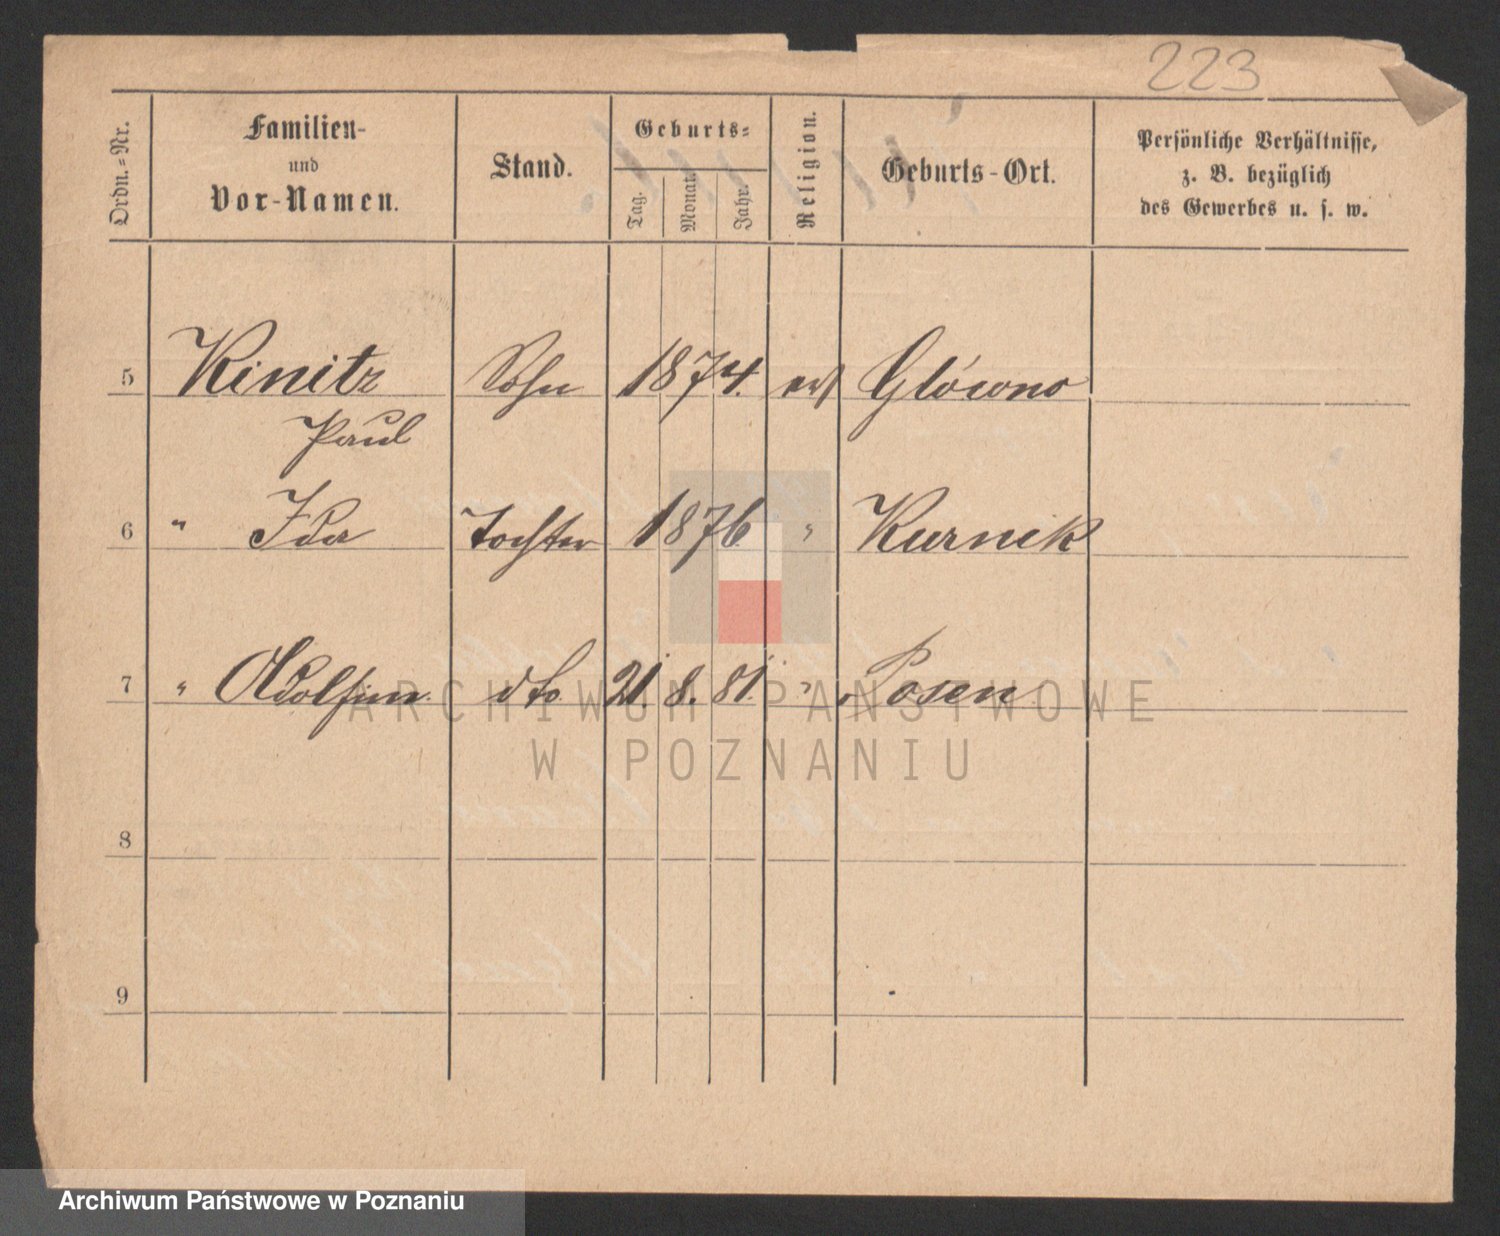 223
Ordn.-Nr.
Familien-
und
Vor-Namen.
Stand.
Geburts-
Tag.
Monat.
Jahr.
Religion.
Geburts-Ort.
Persönliche Verhältnisse,
z. B. bezüglich
des Gewerbes u. s. w.
5 Kinitz Sohn 1874. Glówno
Paul
6 " Ida Tochter 1876 " Kurnik
7 " Adolfine dto 21. 8. 81. " Posen
8
9
ARCHIWUM PAŃSTWOWE
W POZNANIU
Archiwum Państwowe w Poznaniu